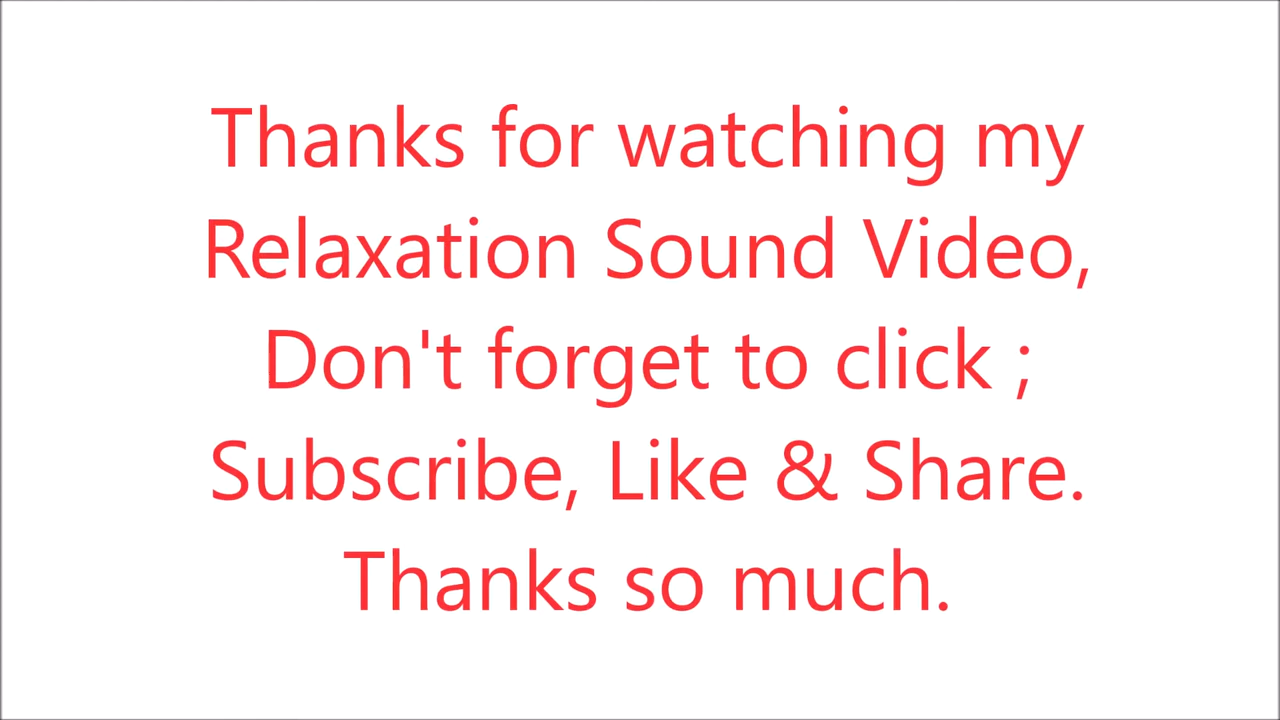 Thanks for watching my
Relaxation Sound Video,
Don't forget to click ;
Subscribe, Like & Share.
Thanks so much.